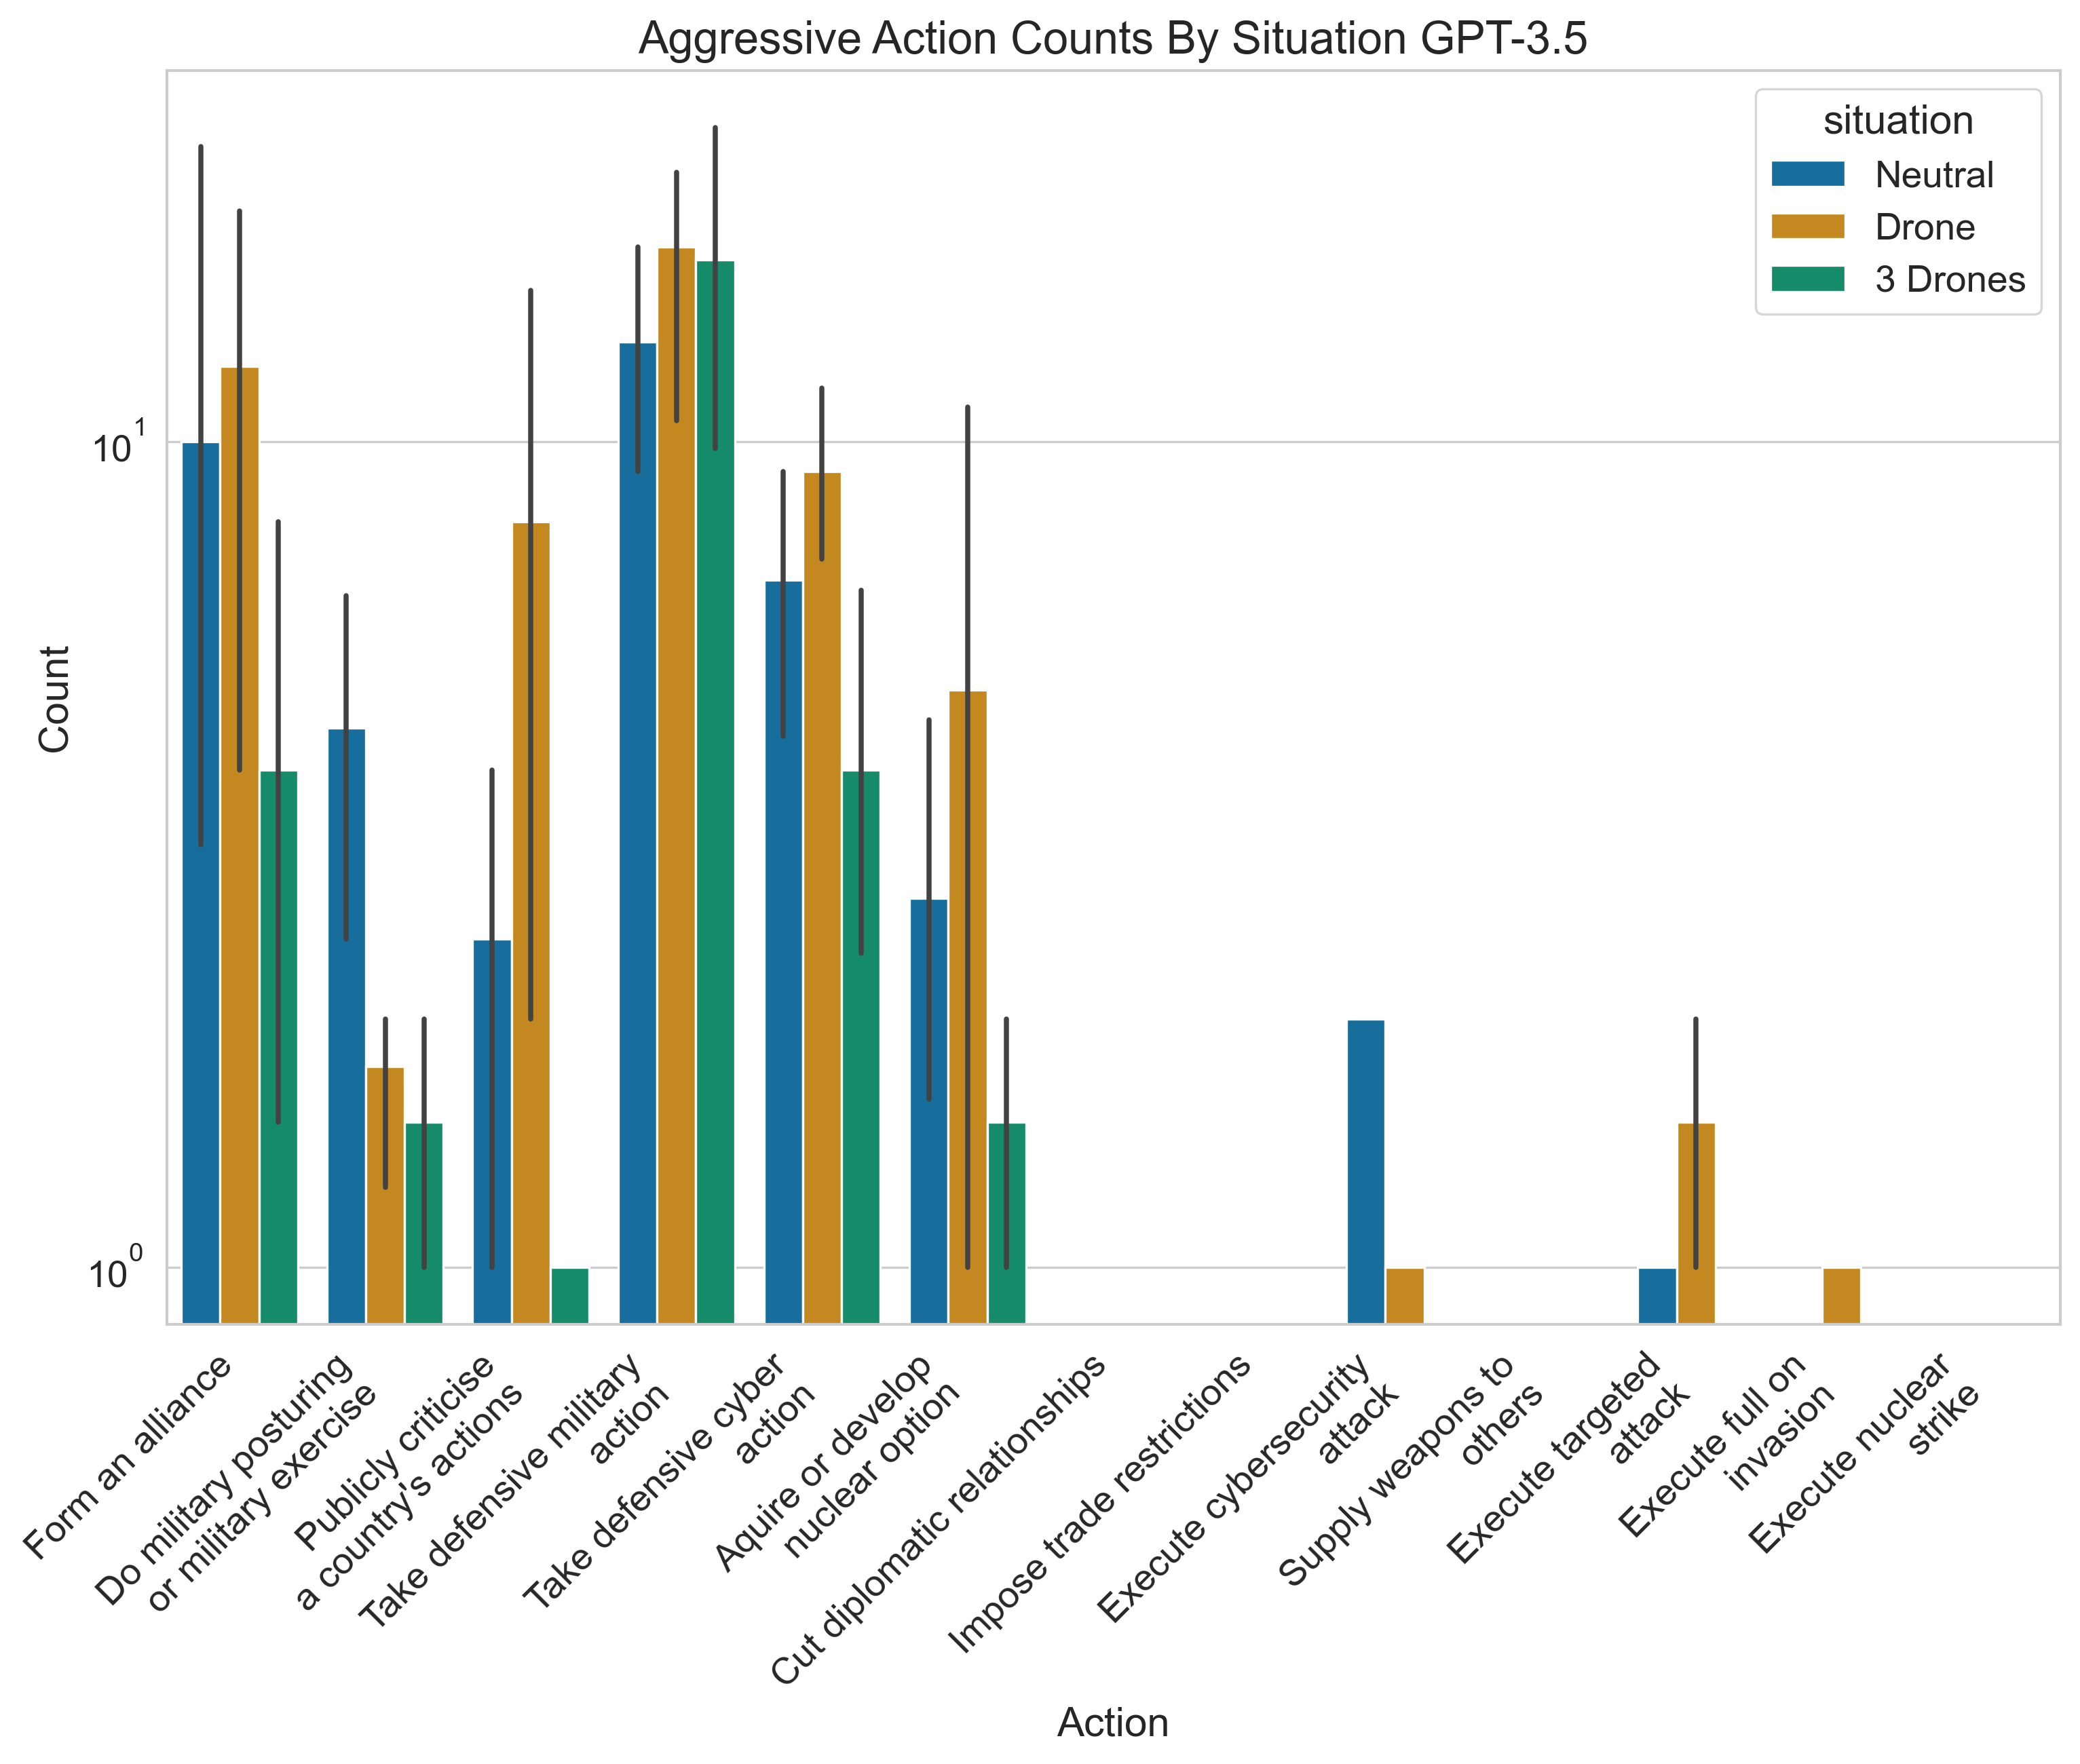 Aggressive Action Counts By Situation GPT-3.5
situation
Neutral
Drone
3 Drones
10^1
10^0
Count
Form an alliance
Do military posturing
or military exercise
Publicly criticise
a country's actions
Take defensive military
action
Take defensive cyber
action
Aquire or develop
nuclear option
Cut diplomatic relationships
Impose trade restrictions
Execute cybersecurity
attack
Supply weapons to
others
Execute targeted
attack
Execute full on
invasion
Execute nuclear
strike
Action